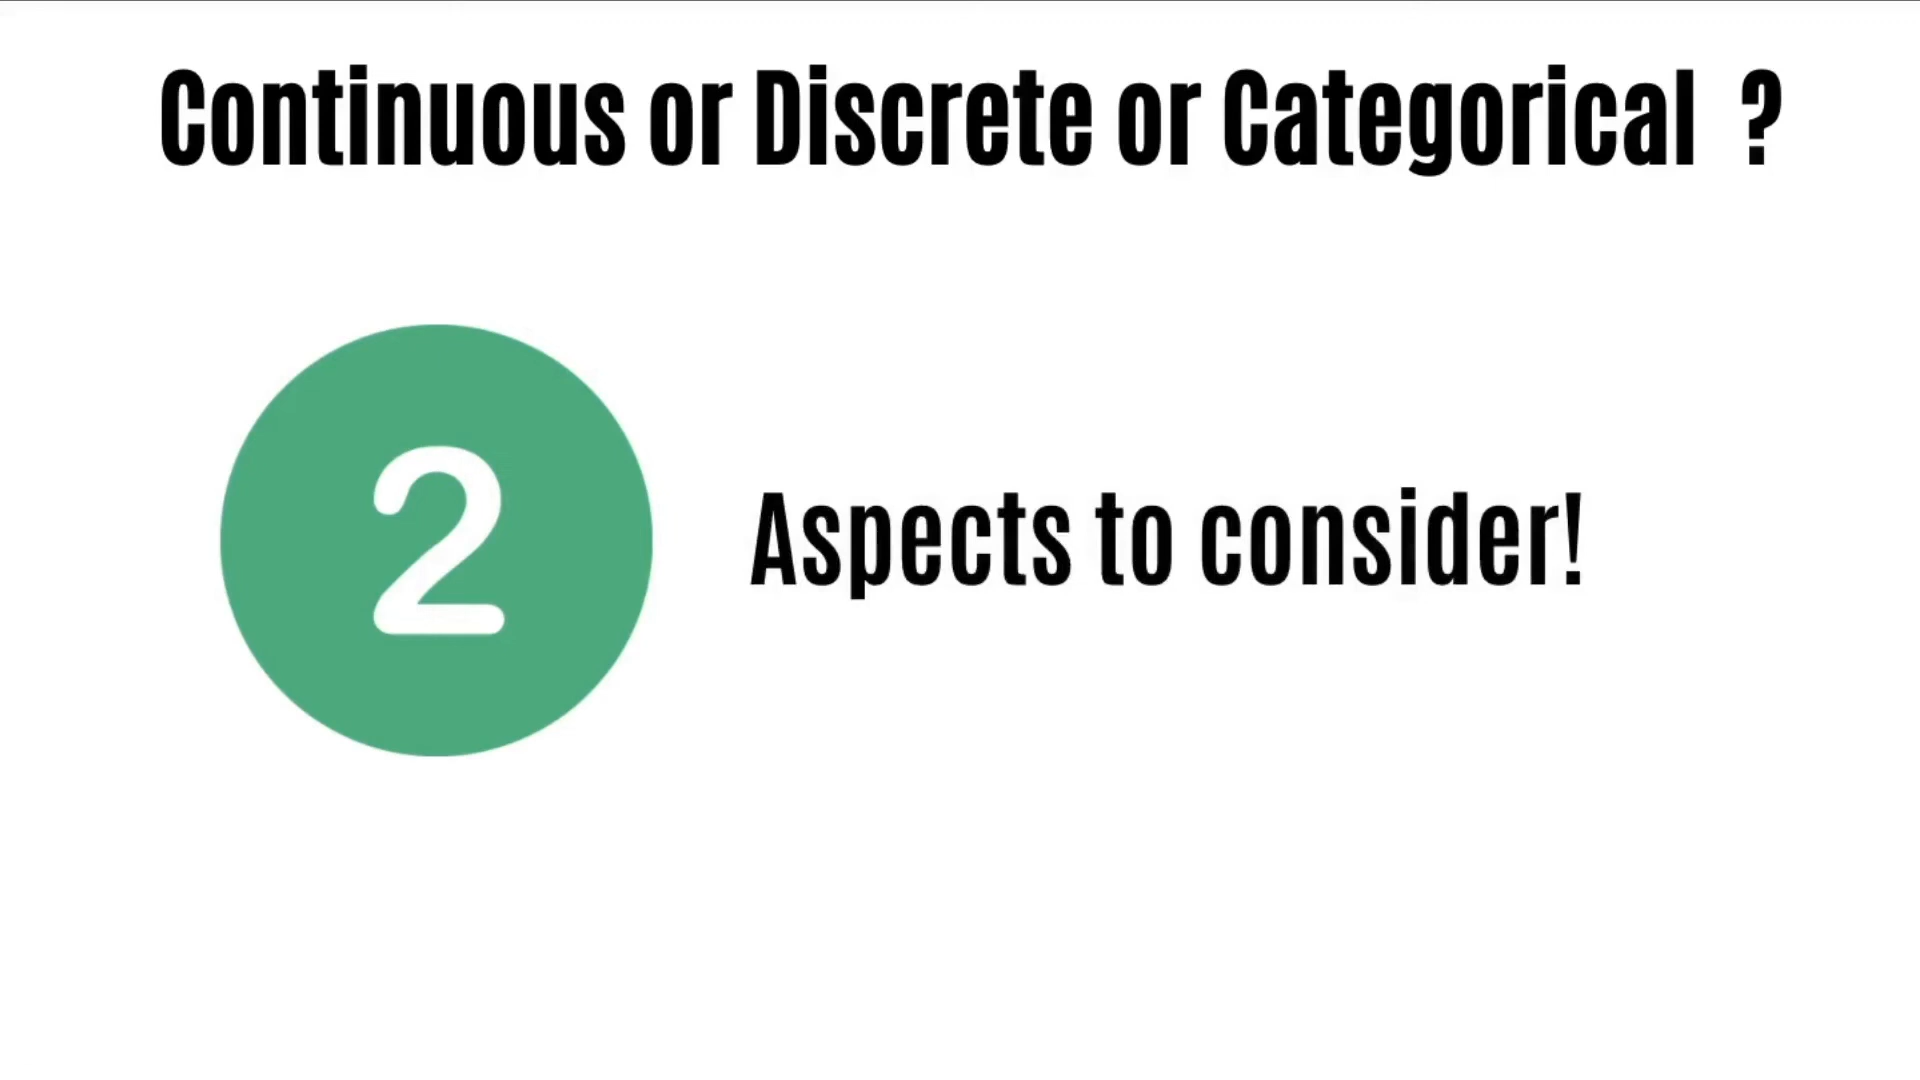 Continuous or Discrete or Categorical ?
2
Aspects to consider!